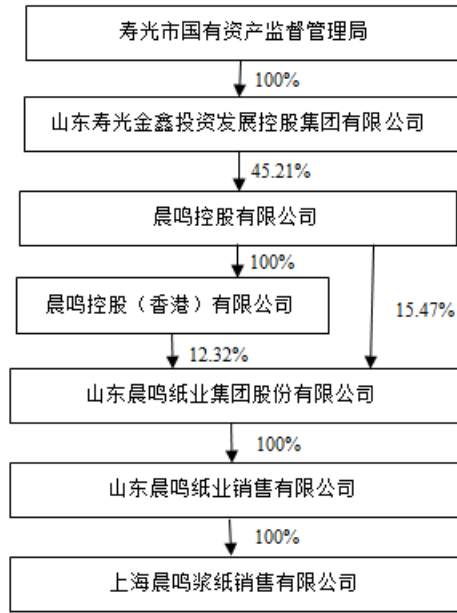 寿光市国有资产监督管理局
100%
山东寿光金鑫投资发展控股集团有限公司
45.21%
晨鸣控股有限公司
100%
晨鸣控股（香港）有限公司
15.47%
12.32%
山东晨鸣纸业集团股份有限公司
100%
山东晨鸣纸业销售有限公司
100%
上海晨鸣浆纸销售有限公司